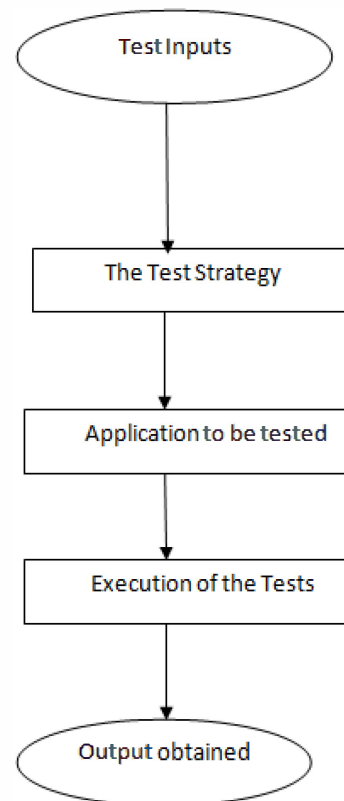 Test Inputs
The Test Strategy
Application to be tested
Execution of the Tests
Output obtained